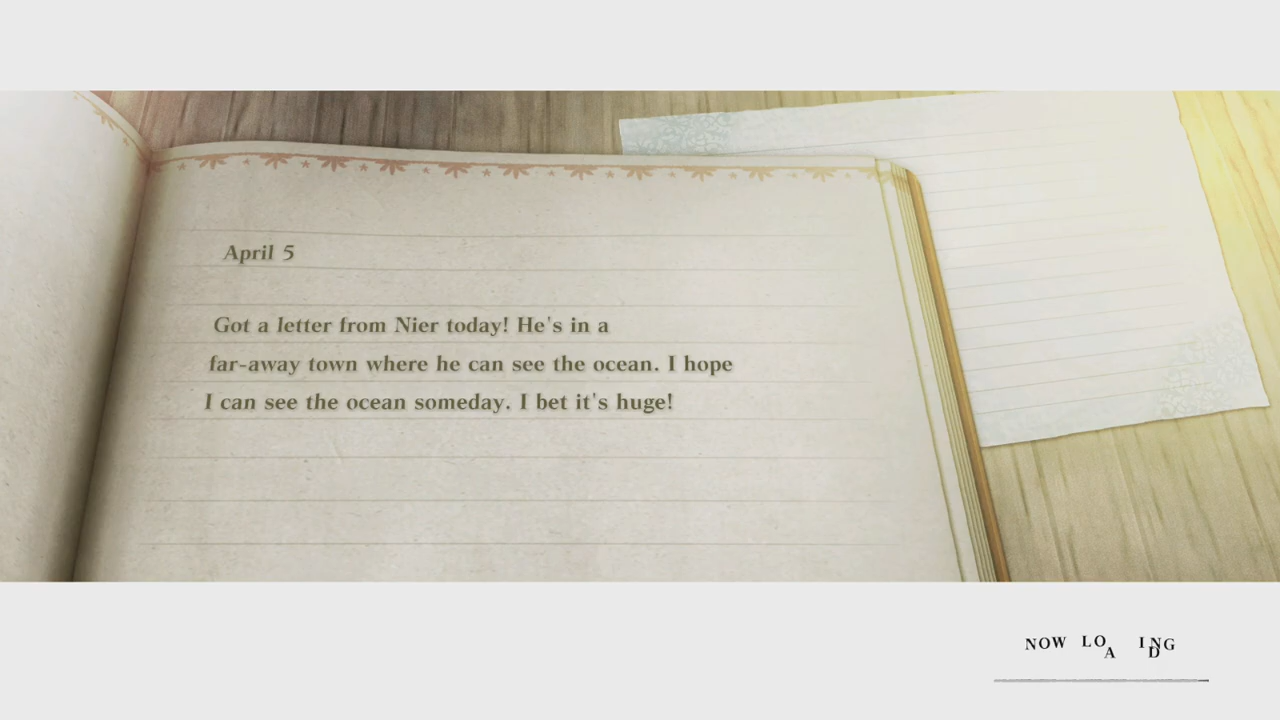 April 5
Got a letter from Nier today! He's in a
far-away town where he can see the ocean. I hope
I can see the ocean someday. I bet it's huge!
NOW LOADING